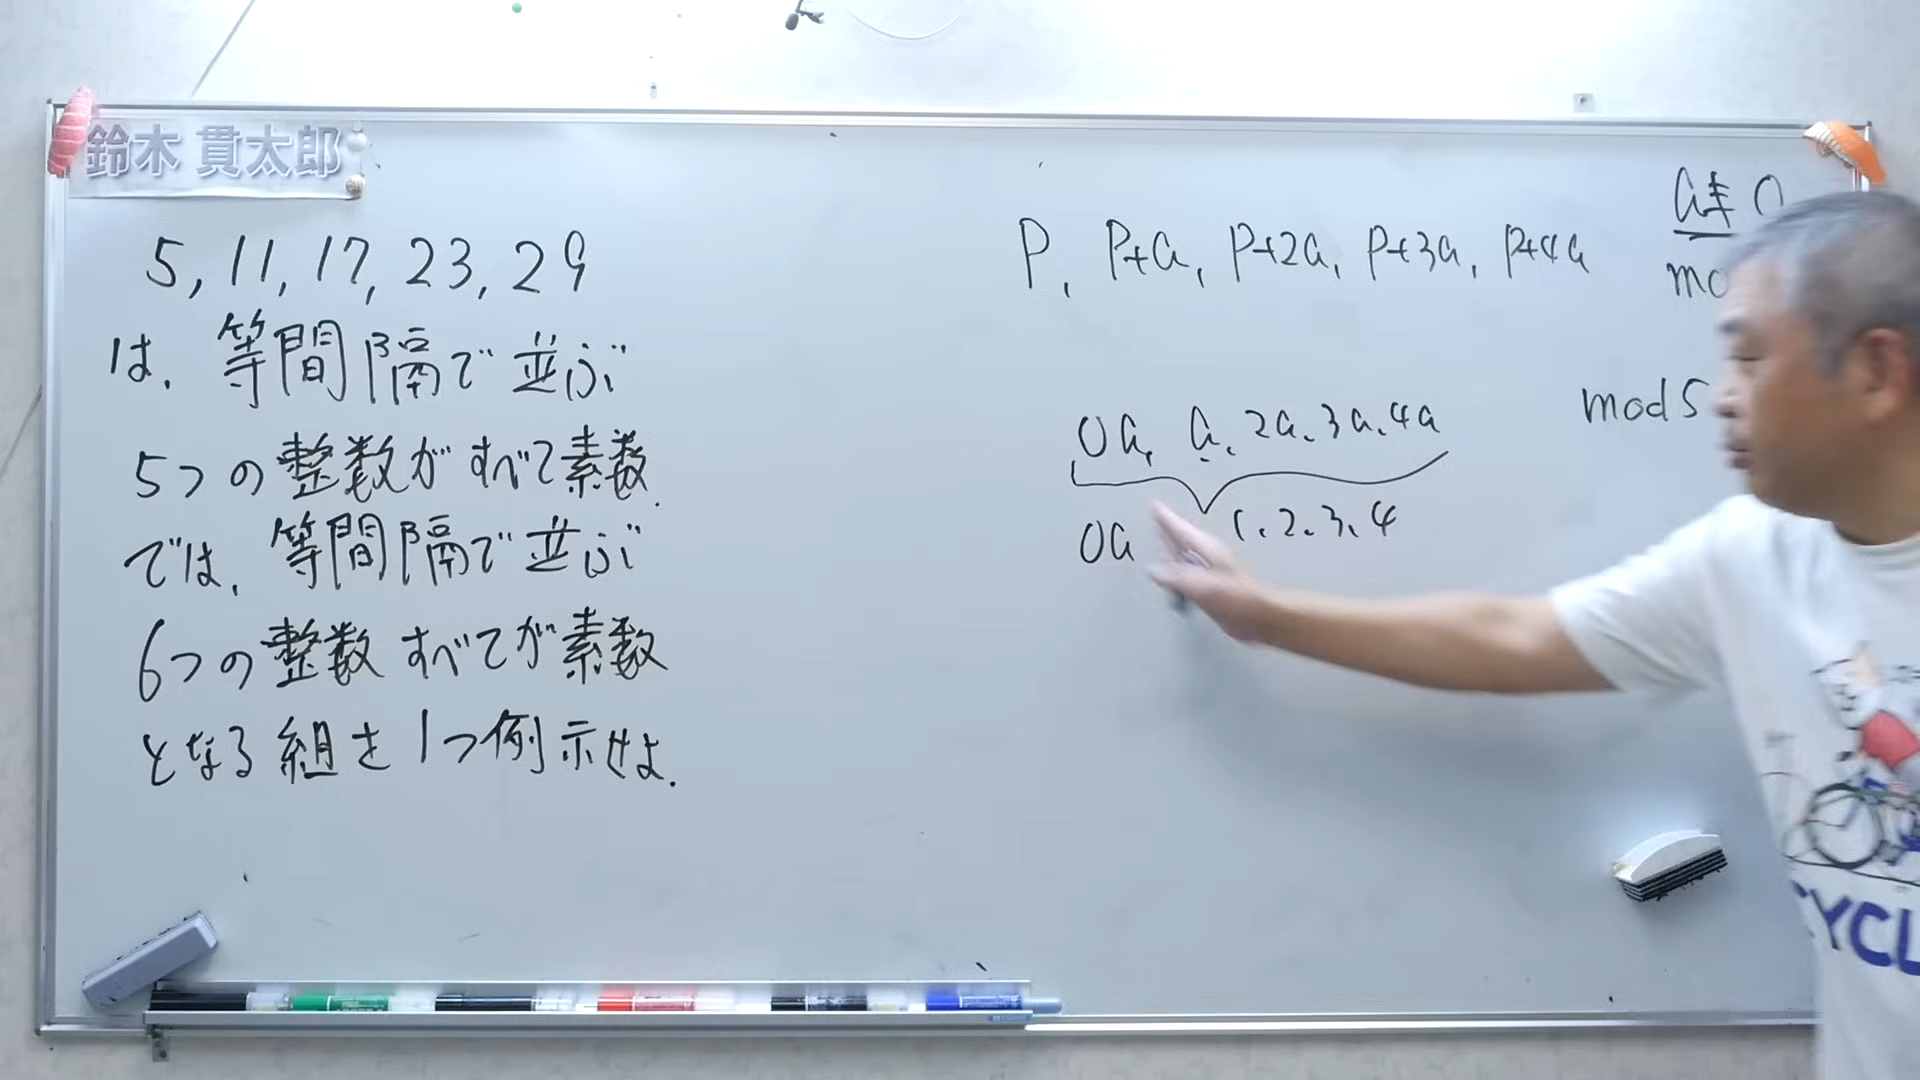 鈴木 貫太郎
5, 11, 17, 23, 29
は、等間隔で並ぶ
5つの整数がすべて素数.
では、等間隔で並ぶ
6つの整数すべてが素数
となる組を1つ例示せよ.
P, P+a, P+2a, P+3a, P+4a
a≢0
mod 5
0a, a, 2a, 3a, 4a
0a 1, 2, 3, 4
CYCL